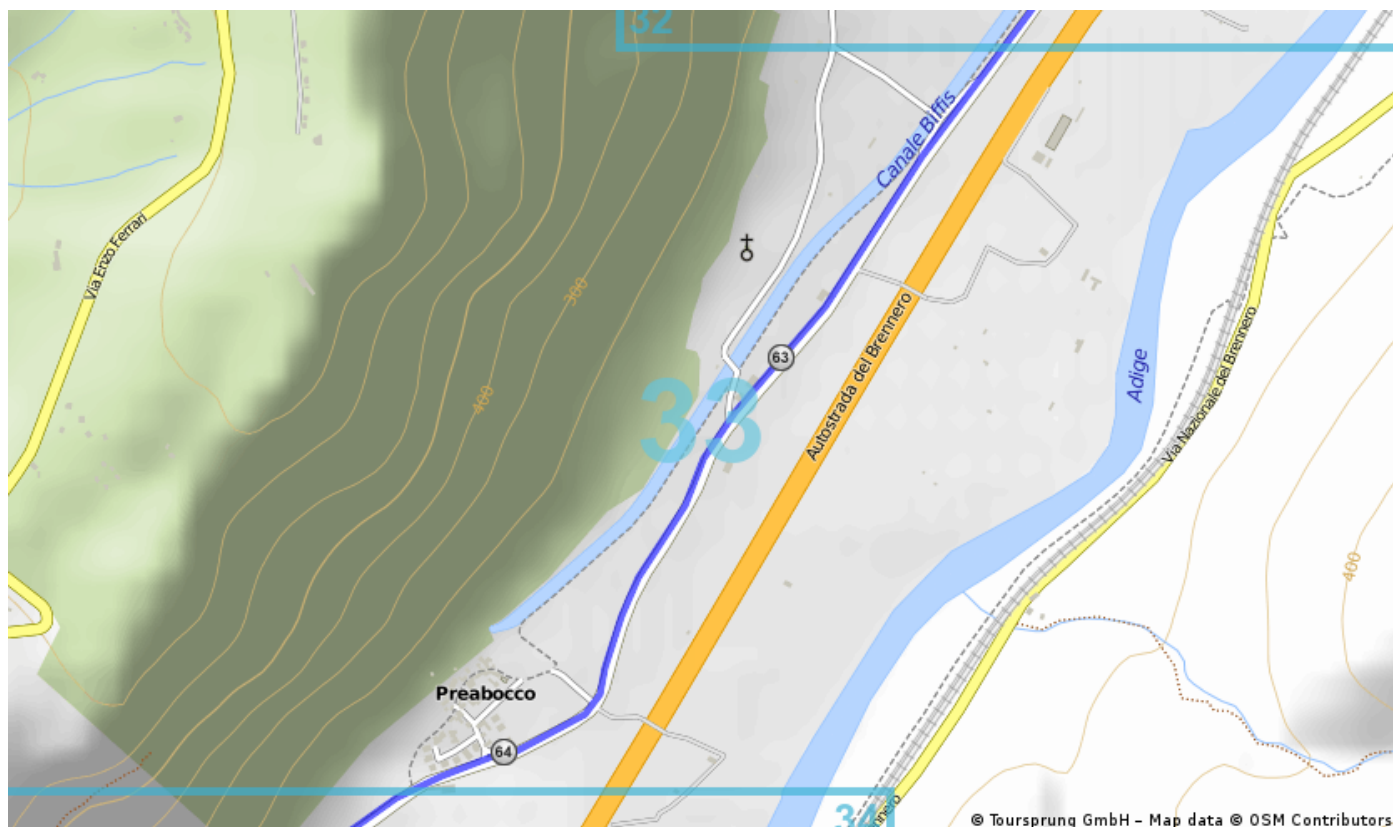 32
Canale Biffis
Via Enzo Ferrari
300
63
Autostrada del Brennero
Adige
Via Nazionale del Brennero
400
33
400
Preabocco
64
34
nnero
© Toursprung GmbH – Map data © OSM Contributors